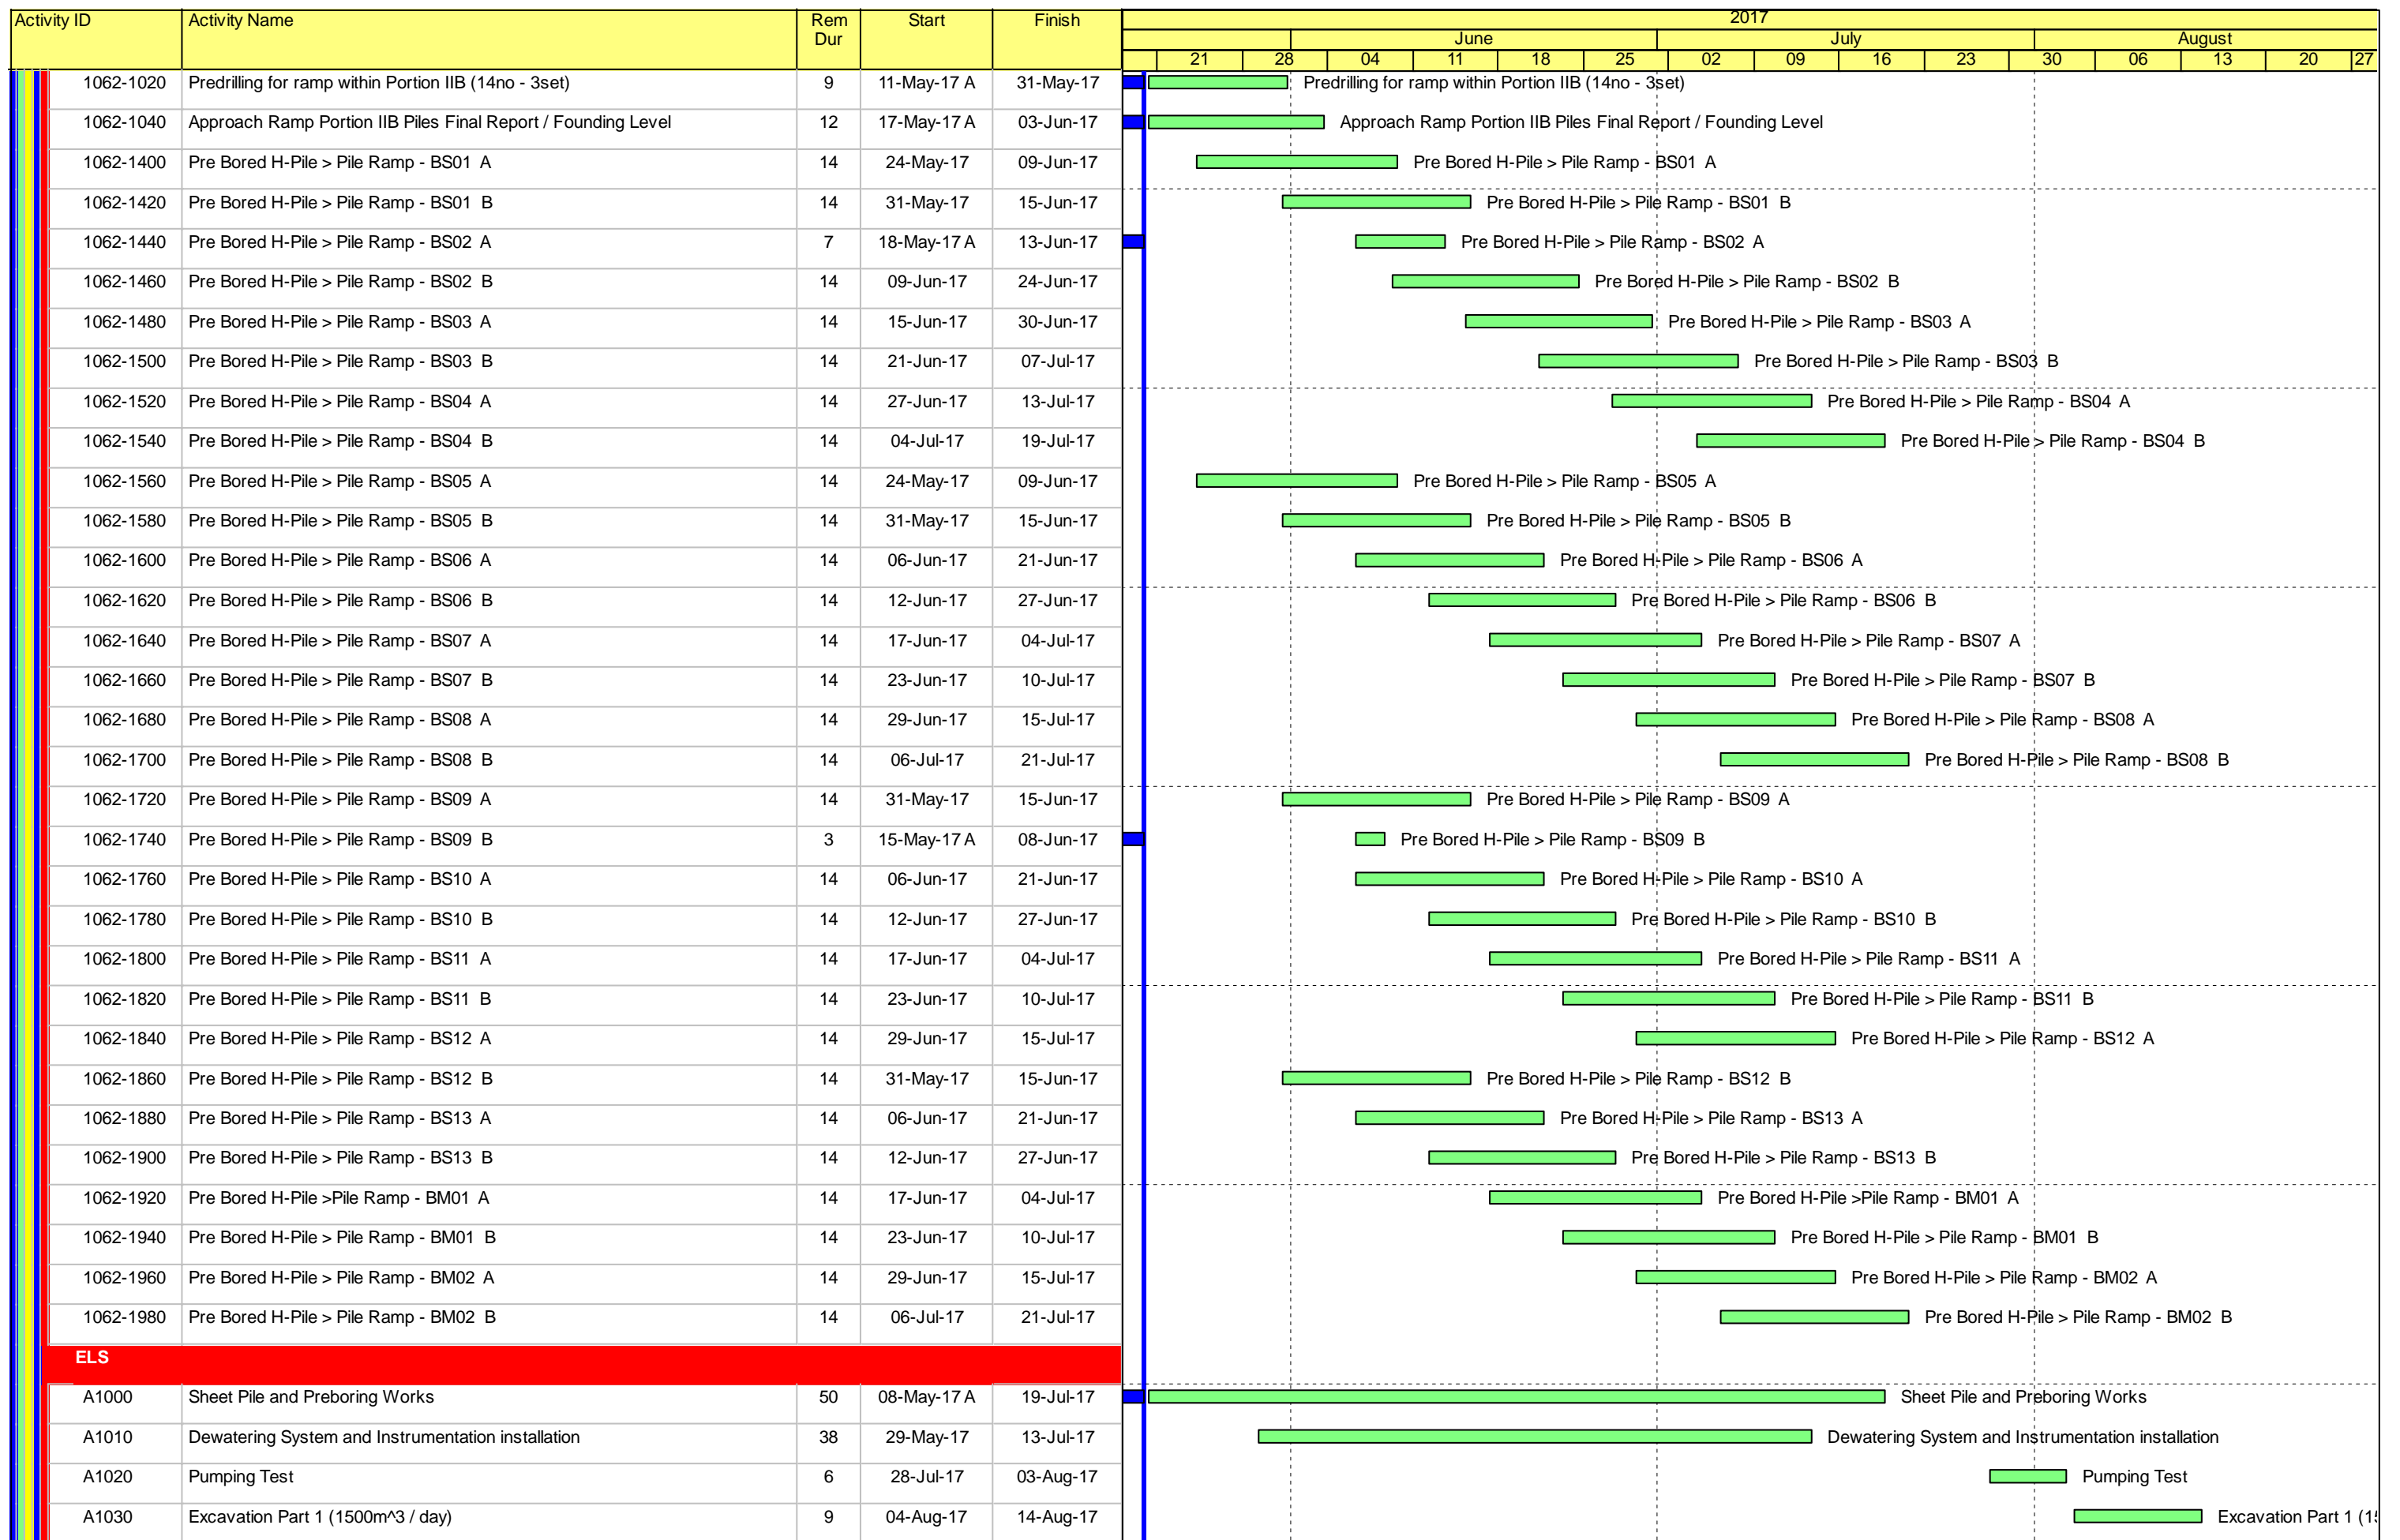 Activity ID Activity Name Rem Dur Start Finish 2017
June July August
21 28 04 11 18 25 02 09 16 23 30 06 13 20 27
1062-1020 Predrilling for ramp within Portion IIB (14no - 3set) 9 11-May-17 A 31-May-17 Predrilling for ramp within Portion IIB (14no - 3set)
1062-1040 Approach Ramp Portion IIB Piles Final Report / Founding Level 12 17-May-17 A 03-Jun-17 Approach Ramp Portion IIB Piles Final Report / Founding Level
1062-1400 Pre Bored H-Pile > Pile Ramp - BS01 A 14 24-May-17 09-Jun-17 Pre Bored H-Pile > Pile Ramp - BS01 A
1062-1420 Pre Bored H-Pile > Pile Ramp - BS01 B 14 31-May-17 15-Jun-17 Pre Bored H-Pile > Pile Ramp - BS01 B
1062-1440 Pre Bored H-Pile > Pile Ramp - BS02 A 7 18-May-17 A 13-Jun-17 Pre Bored H-Pile > Pile Ramp - BS02 A
1062-1460 Pre Bored H-Pile > Pile Ramp - BS02 B 14 09-Jun-17 24-Jun-17 Pre Bored H-Pile > Pile Ramp - BS02 B
1062-1480 Pre Bored H-Pile > Pile Ramp - BS03 A 14 15-Jun-17 30-Jun-17 Pre Bored H-Pile > Pile Ramp - BS03 A
1062-1500 Pre Bored H-Pile > Pile Ramp - BS03 B 14 21-Jun-17 07-Jul-17 Pre Bored H-Pile > Pile Ramp - BS03 B
1062-1520 Pre Bored H-Pile > Pile Ramp - BS04 A 14 27-Jun-17 13-Jul-17 Pre Bored H-Pile > Pile Ramp - BS04 A
1062-1540 Pre Bored H-Pile > Pile Ramp - BS04 B 14 04-Jul-17 19-Jul-17 Pre Bored H-Pile > Pile Ramp - BS04 B
1062-1560 Pre Bored H-Pile > Pile Ramp - BS05 A 14 24-May-17 09-Jun-17 Pre Bored H-Pile > Pile Ramp - BS05 A
1062-1580 Pre Bored H-Pile > Pile Ramp - BS05 B 14 31-May-17 15-Jun-17 Pre Bored H-Pile > Pile Ramp - BS05 B
1062-1600 Pre Bored H-Pile > Pile Ramp - BS06 A 14 06-Jun-17 21-Jun-17 Pre Bored H-Pile > Pile Ramp - BS06 A
1062-1620 Pre Bored H-Pile > Pile Ramp - BS06 B 14 12-Jun-17 27-Jun-17 Pre Bored H-Pile > Pile Ramp - BS06 B
1062-1640 Pre Bored H-Pile > Pile Ramp - BS07 A 14 17-Jun-17 04-Jul-17 Pre Bored H-Pile > Pile Ramp - BS07 A
1062-1660 Pre Bored H-Pile > Pile Ramp - BS07 B 14 23-Jun-17 10-Jul-17 Pre Bored H-Pile > Pile Ramp - BS07 B
1062-1680 Pre Bored H-Pile > Pile Ramp - BS08 A 14 29-Jun-17 15-Jul-17 Pre Bored H-Pile > Pile Ramp - BS08 A
1062-1700 Pre Bored H-Pile > Pile Ramp - BS08 B 14 06-Jul-17 21-Jul-17 Pre Bored H-Pile > Pile Ramp - BS08 B
1062-1720 Pre Bored H-Pile > Pile Ramp - BS09 A 14 31-May-17 15-Jun-17 Pre Bored H-Pile > Pile Ramp - BS09 A
1062-1740 Pre Bored H-Pile > Pile Ramp - BS09 B 3 15-May-17 A 08-Jun-17 Pre Bored H-Pile > Pile Ramp - BS09 B
1062-1760 Pre Bored H-Pile > Pile Ramp - BS10 A 14 06-Jun-17 21-Jun-17 Pre Bored H-Pile > Pile Ramp - BS10 A
1062-1780 Pre Bored H-Pile > Pile Ramp - BS10 B 14 12-Jun-17 27-Jun-17 Pre Bored H-Pile > Pile Ramp - BS10 B
1062-1800 Pre Bored H-Pile > Pile Ramp - BS11 A 14 17-Jun-17 04-Jul-17 Pre Bored H-Pile > Pile Ramp - BS11 A
1062-1820 Pre Bored H-Pile > Pile Ramp - BS11 B 14 23-Jun-17 10-Jul-17 Pre Bored H-Pile > Pile Ramp - BS11 B
1062-1840 Pre Bored H-Pile > Pile Ramp - BS12 A 14 29-Jun-17 15-Jul-17 Pre Bored H-Pile > Pile Ramp - BS12 A
1062-1860 Pre Bored H-Pile > Pile Ramp - BS12 B 14 31-May-17 15-Jun-17 Pre Bored H-Pile > Pile Ramp - BS12 B
1062-1880 Pre Bored H-Pile > Pile Ramp - BS13 A 14 06-Jun-17 21-Jun-17 Pre Bored H-Pile > Pile Ramp - BS13 A
1062-1900 Pre Bored H-Pile > Pile Ramp - BS13 B 14 12-Jun-17 27-Jun-17 Pre Bored H-Pile > Pile Ramp - BS13 B
1062-1920 Pre Bored H-Pile >Pile Ramp - BM01 A 14 17-Jun-17 04-Jul-17 Pre Bored H-Pile >Pile Ramp - BM01 A
1062-1940 Pre Bored H-Pile > Pile Ramp - BM01 B 14 23-Jun-17 10-Jul-17 Pre Bored H-Pile > Pile Ramp - BM01 B
1062-1960 Pre Bored H-Pile > Pile Ramp - BM02 A 14 29-Jun-17 15-Jul-17 Pre Bored H-Pile > Pile Ramp - BM02 A
1062-1980 Pre Bored H-Pile > Pile Ramp - BM02 B 14 06-Jul-17 21-Jul-17 Pre Bored H-Pile > Pile Ramp - BM02 B
ELS
A1000 Sheet Pile and Preboring Works 50 08-May-17 A 19-Jul-17 Sheet Pile and Preboring Works
A1010 Dewatering System and Instrumentation installation 38 29-May-17 13-Jul-17 Dewatering System and Instrumentation installation
A1020 Pumping Test 6 28-Jul-17 03-Aug-17 Pumping Test
A1030 Excavation Part 1 (1500m^3 / day) 9 04-Aug-17 14-Aug-17 Excavation Part 1